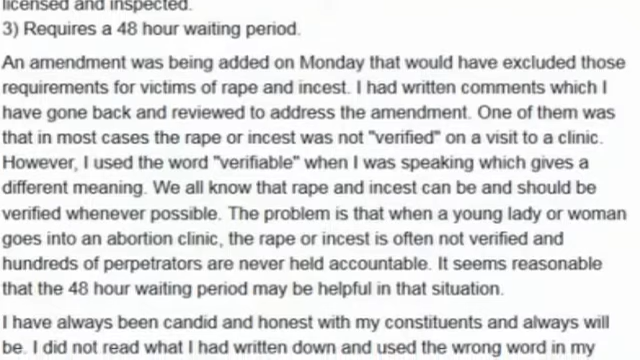 licensed and inspected.
3) Requires a 48 hour waiting period.
An amendment was being added on Monday that would have excluded those
requirements for victims of rape and incest. I had written comments which I
have gone back and reviewed to address the amendment. One of them was
that in most cases the rape or incest was not "verified" on a visit to a clinic.
However, I used the word "verifiable" when I was speaking which gives a
different meaning. We all know that rape and incest can be and should be
verified whenever possible. The problem is that when a young lady or woman
goes into an abortion clinic, the rape or incest is often not verified and
hundreds of perpetrators are never held accountable. It seems reasonable
that the 48 hour waiting period may be helpful in that situation.
I have always been candid and honest with my constituents and always will
be. I did not read what I had written down and used the wrong word in my